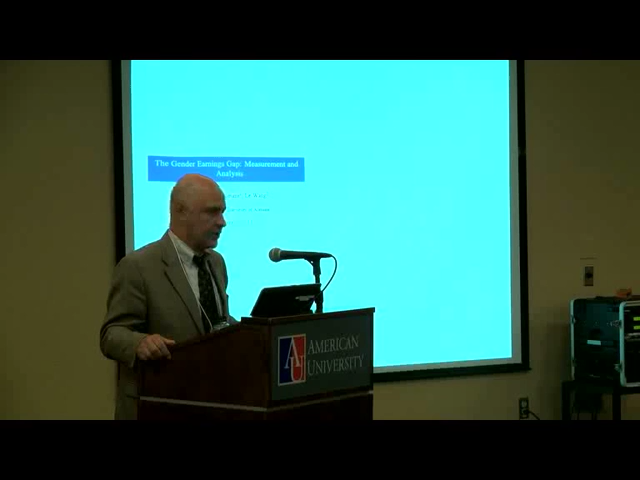 The Gender Earnings Gap: Measurement and
Analysis
AMERICAN
UNIVERSITY